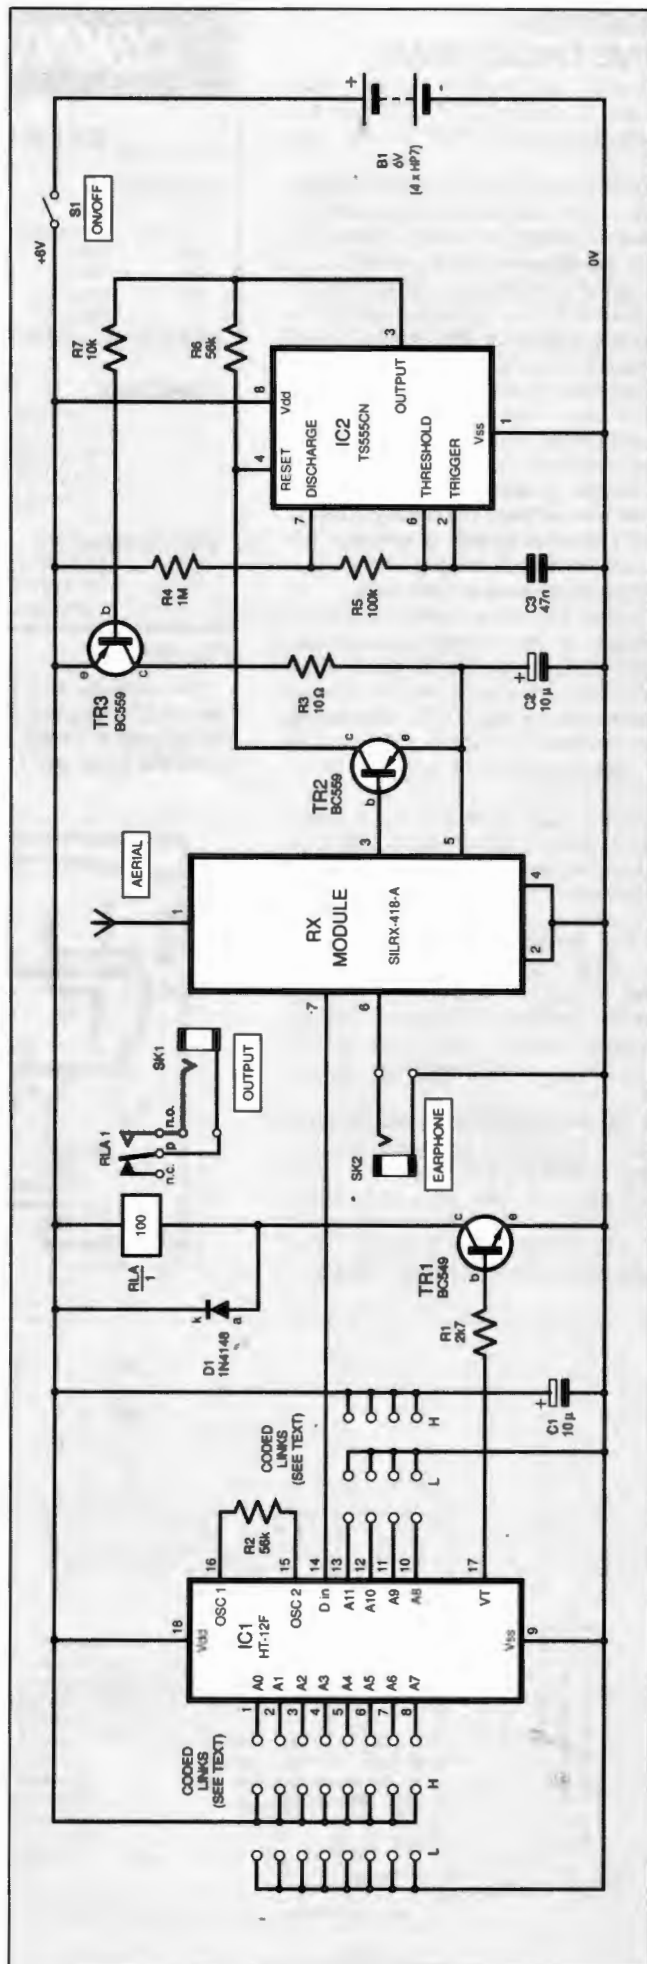 +6V
S1
ON/OFF
B1
6V
(4 x HP7)
0V
R7
10k
R6
56k
TR3
BC559
e
b
c
R4
1M
R5
100k
C3
47n
4
8
RESET
Vdd
7
DISCHARGE
IC2
TS555CN
OUTPUT
3
6
THRESHOLD
2
TRIGGER
Vss
1
R3
10Ω
+
C2
10µ
TR2
BC559
c
b
e
AERIAL
1
RX
MODULE
SILRX-418-A
3
5
7
6
2
4
RLA 1
n.o.
p
n.c.
SK1
OUTPUT
SK2
EARPHONE
RLA
1
100
D1
1N4148
k
a
TR1
BC549
c
b
e
R1
2k7
CODED
LINKS
(SEE TEXT)
H
L
+
C1
10µ
R2
56k
18
Vdd
16
OSC 1
IC1
HT-12F
15
OSC 2
14
D in
13
A11
12
A10
11
A9
10
A8
17
VT
9
Vss
1
A0
2
A1
3
A2
4
A3
5
A4
6
A5
7
A6
8
A7
CODED
LINKS
(SEE TEXT)
H
L
+
-